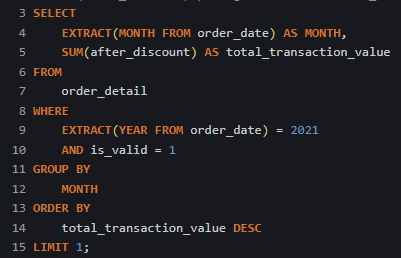 3 SELECT
4 EXTRACT(MONTH FROM order_date) AS MONTH,
5 SUM(after_discount) AS total_transaction_value
6 FROM
7 order_detail
8 WHERE
9 EXTRACT(YEAR FROM order_date) = 2021
10 AND is_valid = 1
11 GROUP BY
12 MONTH
13 ORDER BY
14 total_transaction_value DESC
15 LIMIT 1;